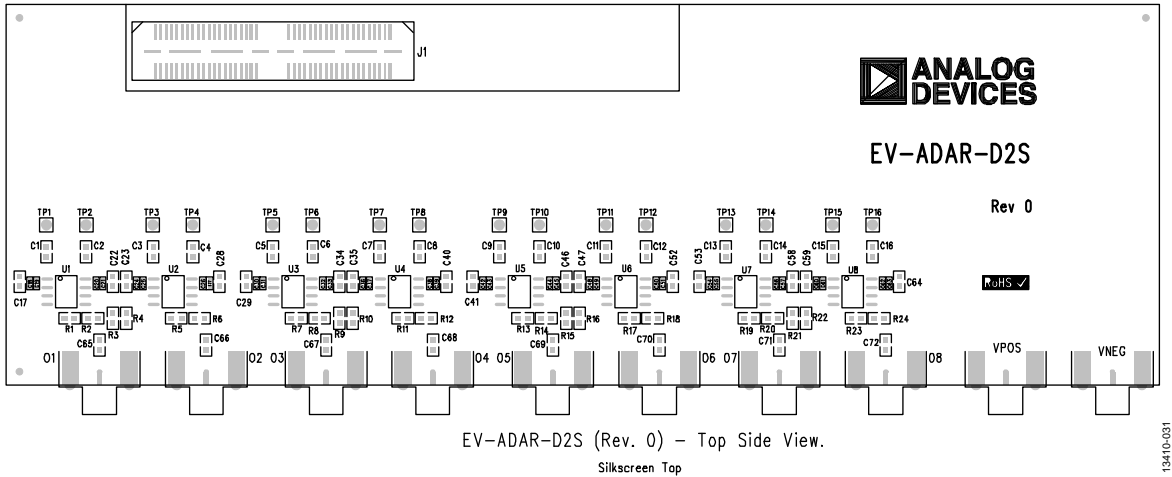 J1
ANALOG
DEVICES
EV-ADAR-D2S
Rev 0
TP1 TP2 TP3 TP4 TP5 TP6 TP7 TP8 TP9 TP10 TP11 TP12 TP13 TP14 TP15 TP16
C1 C2 C3 C4 C5 C6 C7 C8 C9 C10 C11 C12 C13 C14 C15 C16
C22 C23 C28 C34 C35 C40 C46 C47 C52 C53 C58 C59
U1 U2 U3 U4 U5 U6 U7 U8
C17 C29 C41 C64
RoHS ✓
R1 R2 R3 R4 R5 R6 R7 R8 R9 R10 R11 R12 R13 R14 R15 R16 R17 R18 R19 R20 R21 R22 R23 R24
C65 C66 C67 C68 C69 C70 C71 C72
O1 O2 O3 O4 O5 O6 O7 O8 VPOS VNEG
EV-ADAR-D2S (Rev. 0) - Top Side View.
Silkscreen Top
13410-031